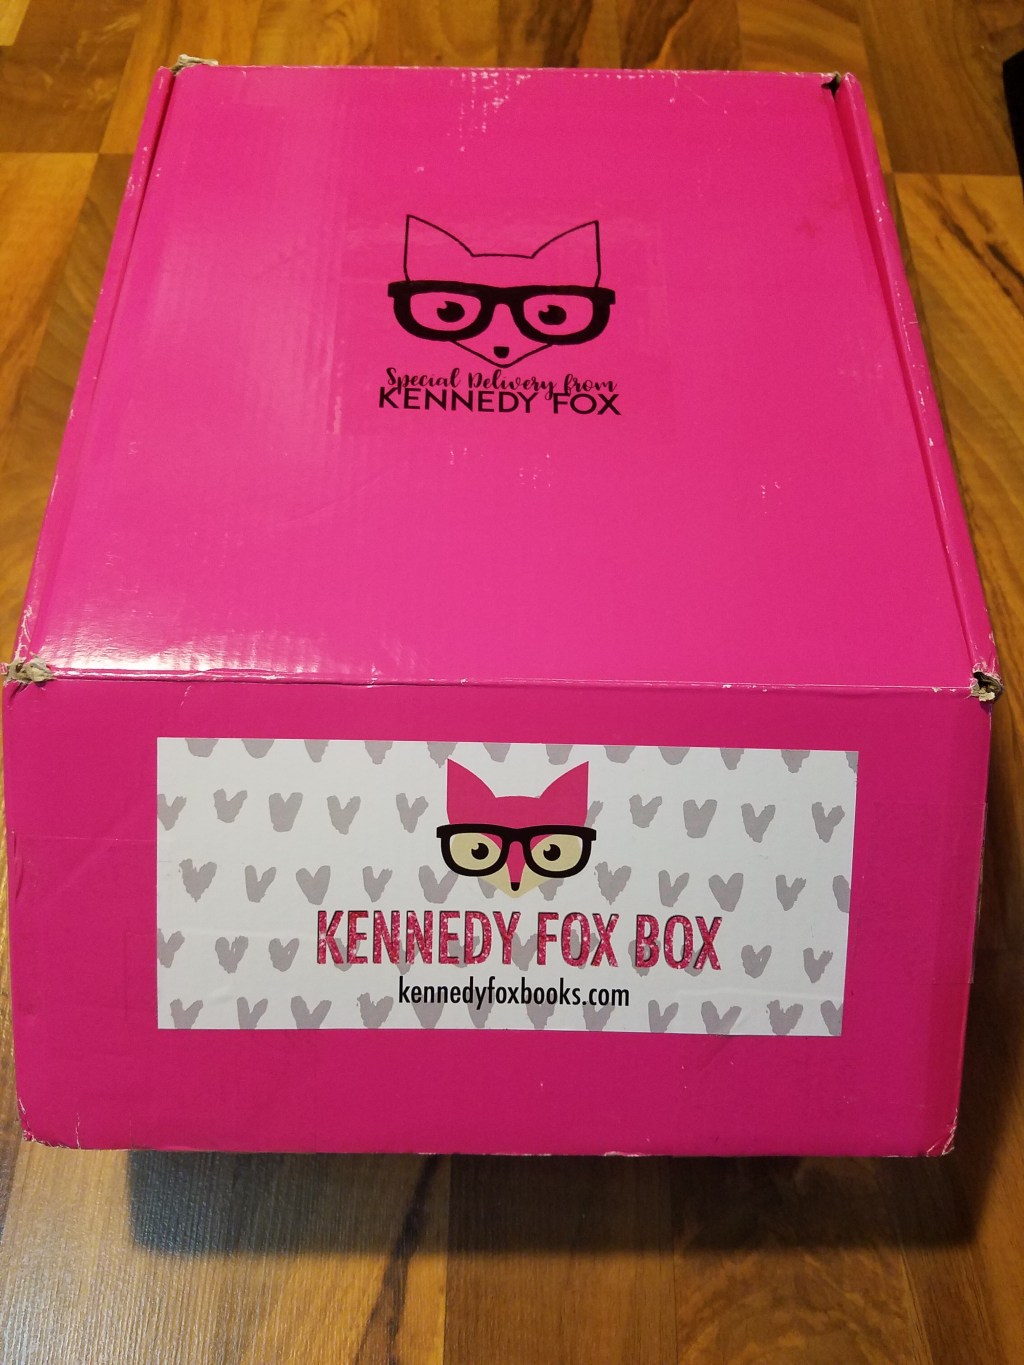 Special Delivery from
KENNEDY FOX
KENNEDY FOX BOX
kennedyfoxbooks.com